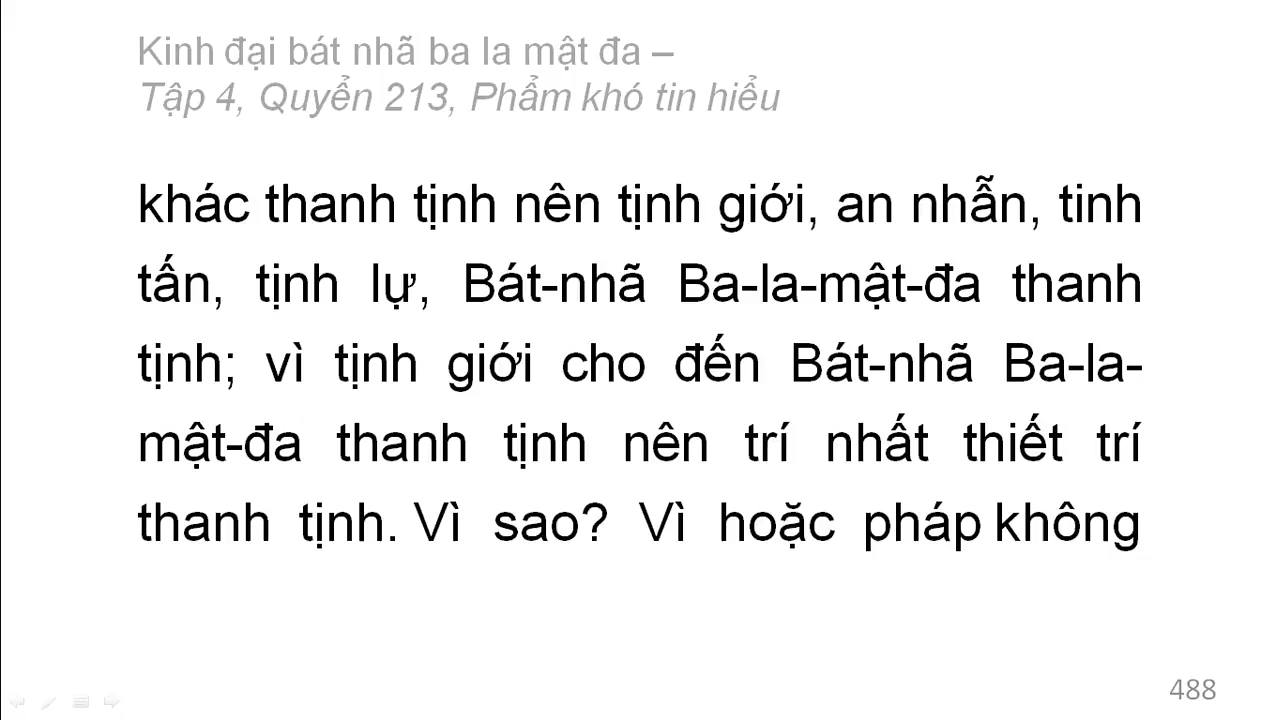 Kinh đại bát nhã ba la mật đa –
Tập 4, Quyển 213, Phẩm khó tin hiểu
khác thanh tịnh nên tịnh giới, an nhẫn, tinh
tấn, tịnh lự, Bát-nhã Ba-la-mật-đa thanh
tịnh; vì tịnh giới cho đến Bát-nhã Ba-la-
mật-đa thanh tịnh nên trí nhất thiết trí
thanh tịnh. Vì sao? Vì hoặc pháp không
488